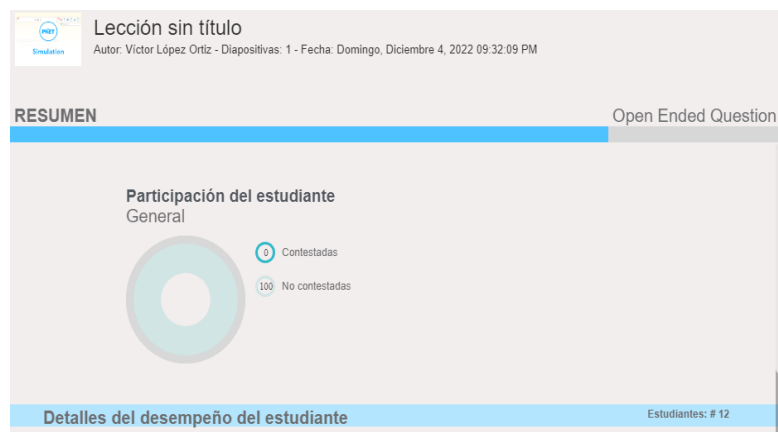 Lección sin título
Autor: Víctor López Ortiz - Diapositivas: 1 - Fecha: Domingo, Diciembre 4, 2022 09:32:09 PM
PhET
Simulation
RESUMEN
Open Ended Question
Participación del estudiante
General
0 Contestadas
100 No contestadas
Detalles del desempeño del estudiante
Estudiantes: # 12